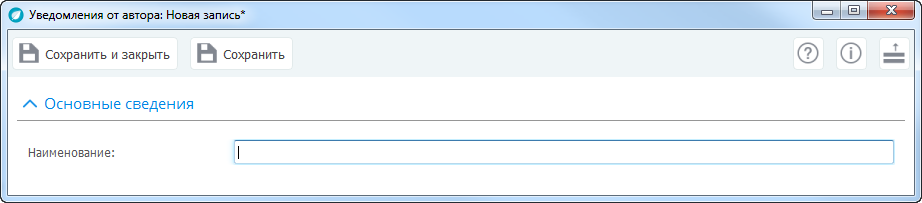 Уведомления от автора: Новая запись*
Сохранить и закрыть Сохранить
Основные сведения
Наименование: